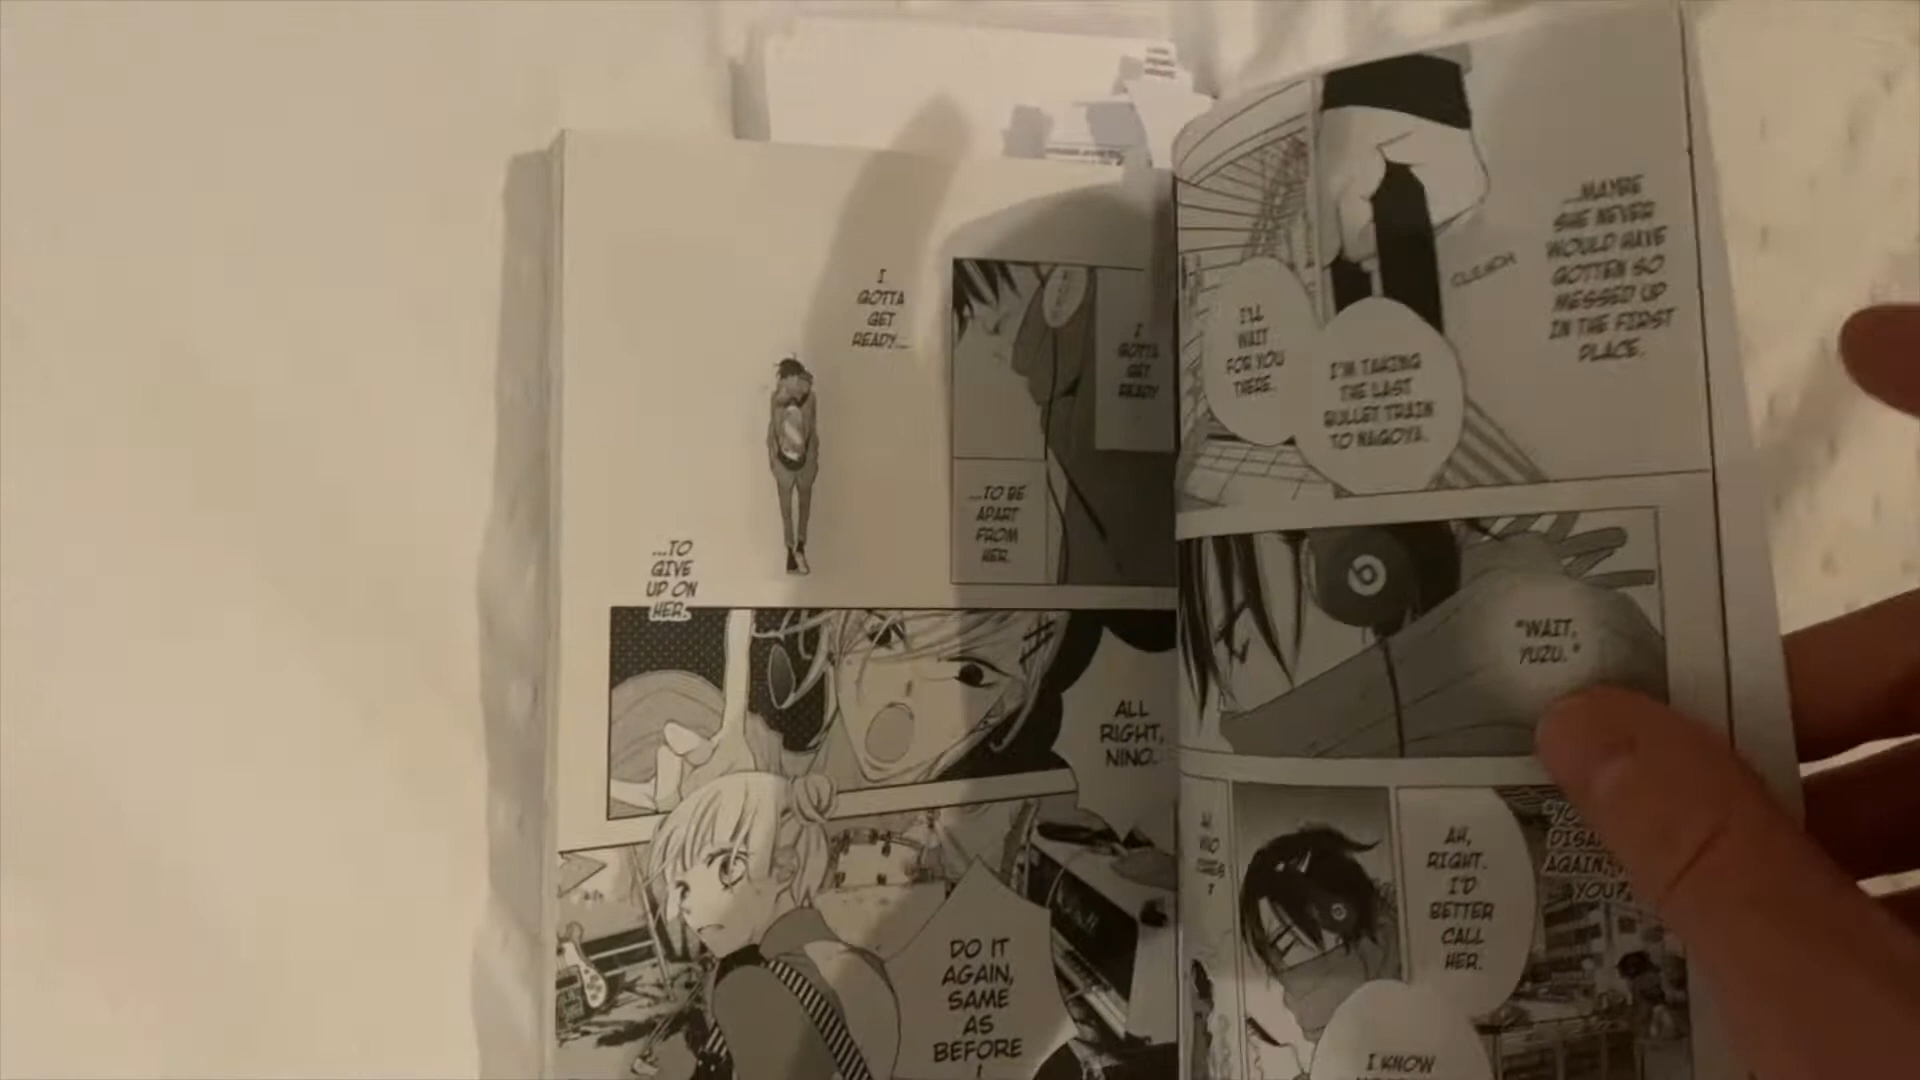 ...MAYBE
SHE NEVER
WOULD HAVE
GOTTEN SO
MESSED UP
IN THE FIRST
PLACE.
CLENCH
I'M TAKING
THE LAST
BULLET TRAIN
TO NAGOYA.
I'LL
WAIT
FOR YOU
THERE.
"WAIT,
YUZU."
AGAIN,
YOU?
AH,
RIGHT.
I'D
BETTER
CALL
HER.
I KNOW
I
GOTTA
GET
READY
...TO BE
APART
FROM
HER.
I
GOTTA
GET
READY...
...TO
GIVE
UP ON
HER.
ALL
RIGHT,
NINO.
DO IT
AGAIN,
SAME
AS
BEFORE
!